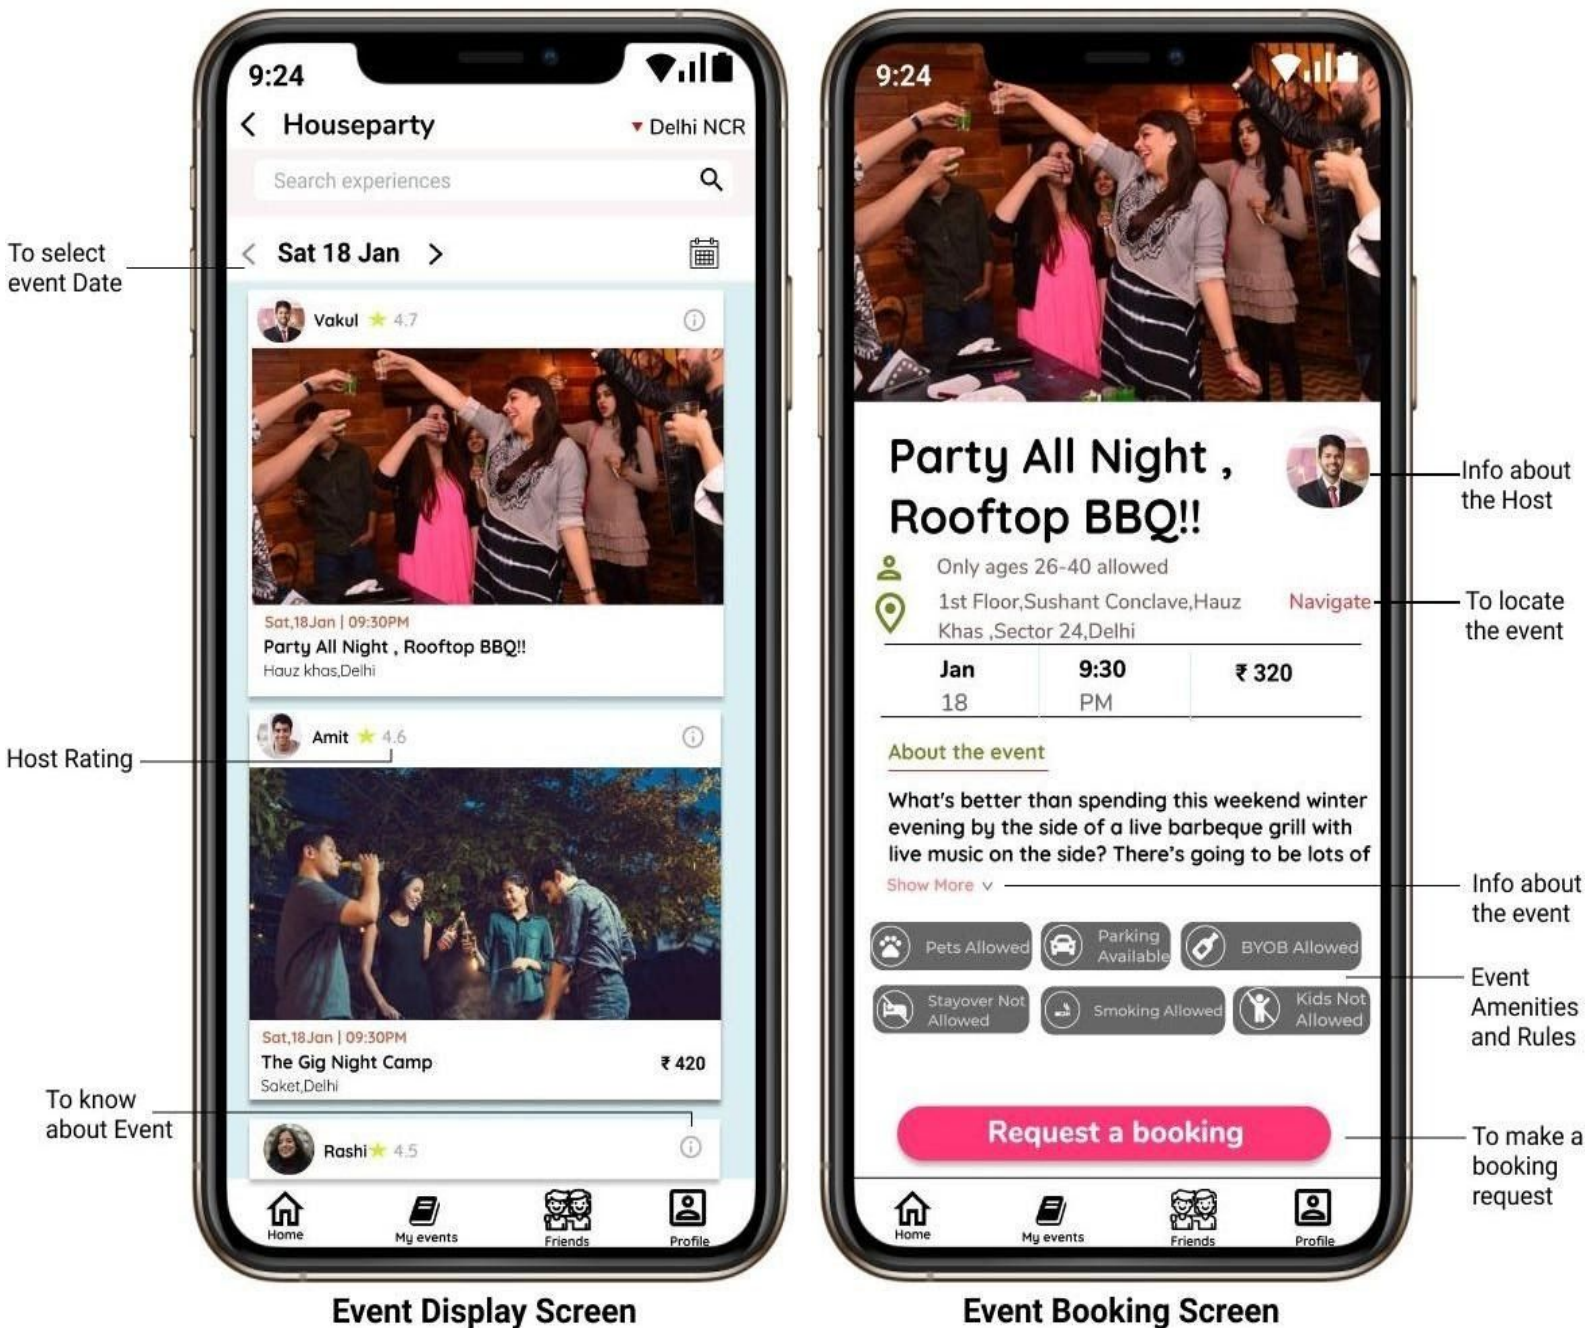 9:24
Houseparty
Delhi NCR
Search experiences
Sat 18 Jan
To select
event Date
Vakul 4.7
Sat,18Jan | 09:30PM
Party All Night , Rooftop BBQ!!
Hauz khas,Delhi
Amit 4.6
Host Rating
Sat,18Jan | 09:30PM
The Gig Night Camp
₹ 420
Saket,Delhi
To know
about Event
Rashi 4.5
Home
My events
Friends
Profile
Event Display Screen
9:24
Party All Night ,
Rooftop BBQ!!
Info about
the Host
Only ages 26-40 allowed
1st Floor,Sushant Conclave,Hauz
Khas ,Sector 24,Delhi
Navigate
To locate
the event
Jan
18
9:30
PM
₹ 320
About the event
What's better than spending this weekend winter
evening by the side of a live barbeque grill with
live music on the side? There's going to be lots of
Show More
Info about
the event
Pets Allowed
Parking
Available
BYOB Allowed
Stayover Not
Allowed
Smoking Allowed
Kids Not
Allowed
Event
Amenities
and Rules
Request a booking
To make a
booking
request
Home
My events
Friends
Profile
Event Booking Screen